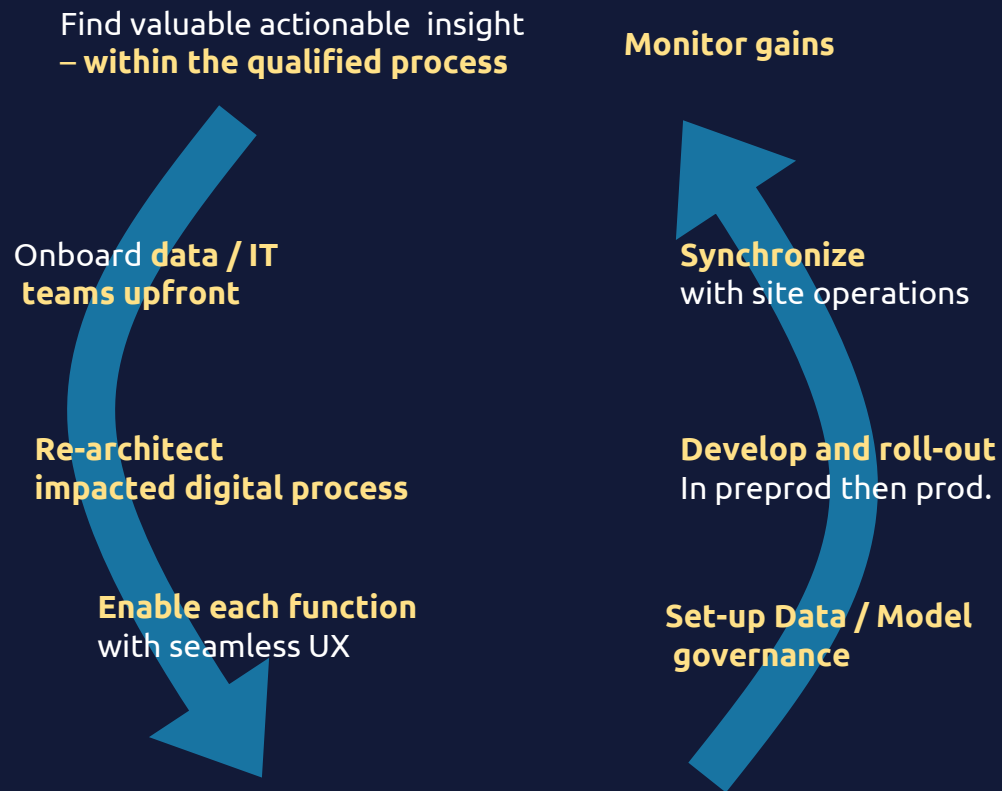 Find valuable actionable  insight
– within the qualified process
Onboard data / IT
teams upfront
Re-architect
impacted digital process
Enable each function
with seamless UX
Monitor gains
Synchronize
with site operations
Develop and roll-out
In preprod then prod.
Set-up Data / Model
governance